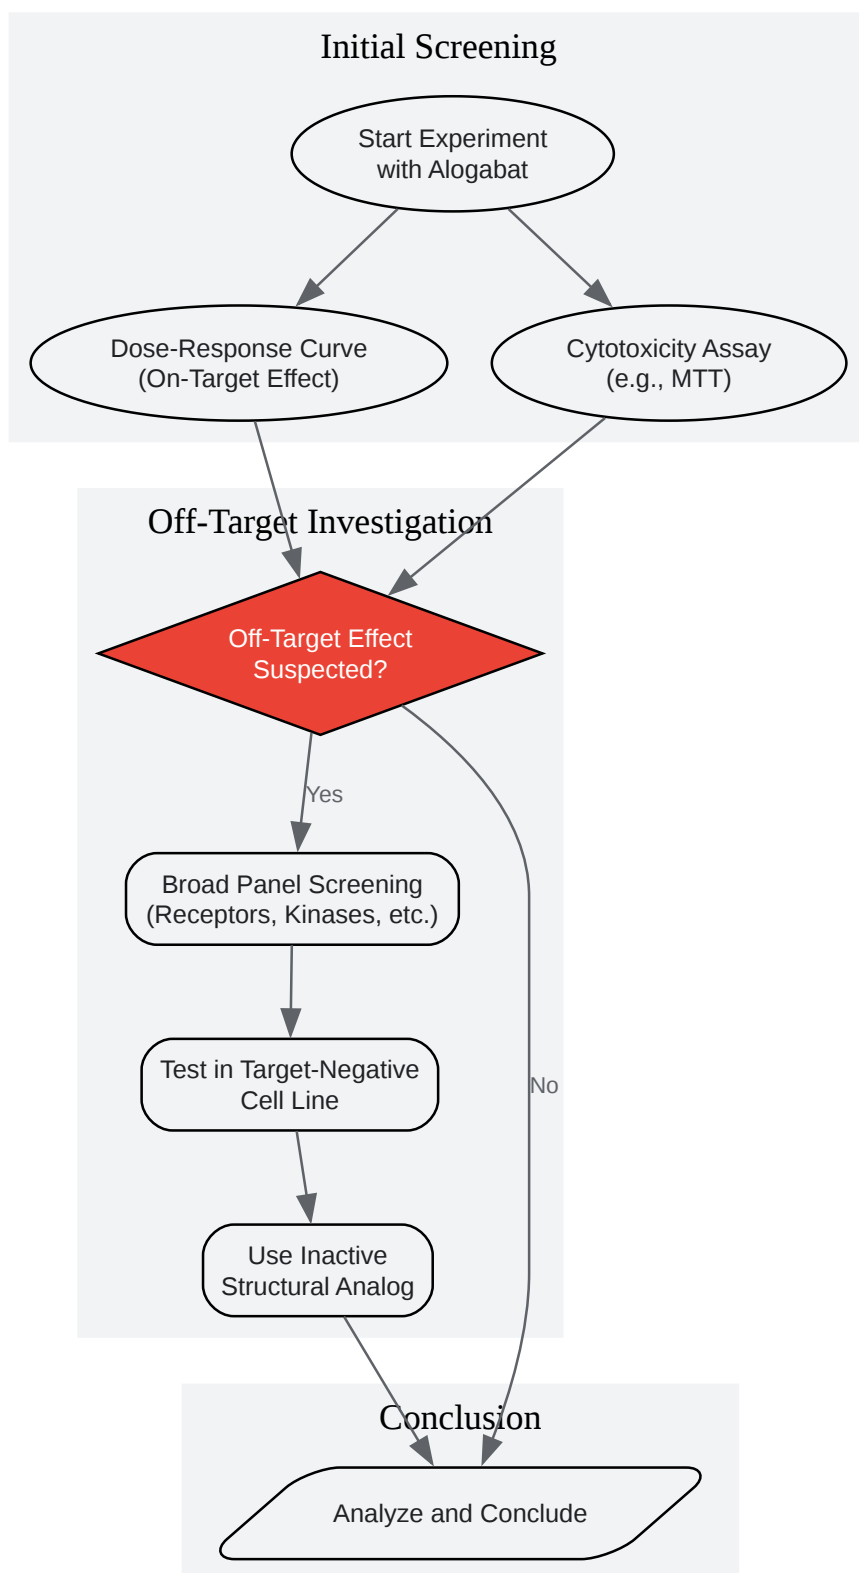 Initial Screening
Start Experiment
with Alogabat
Dose-Response Curve
(On-Target Effect)
Cytotoxicity Assay
(e.g., MTT)
Off-Target Investigation
Off-Target Effect
Suspected?
Yes
Broad Panel Screening
(Receptors, Kinases, etc.)
Test in Target-Negative
Cell Line
No
Use Inactive
Structural Analog
Conclusion
Analyze and Conclude